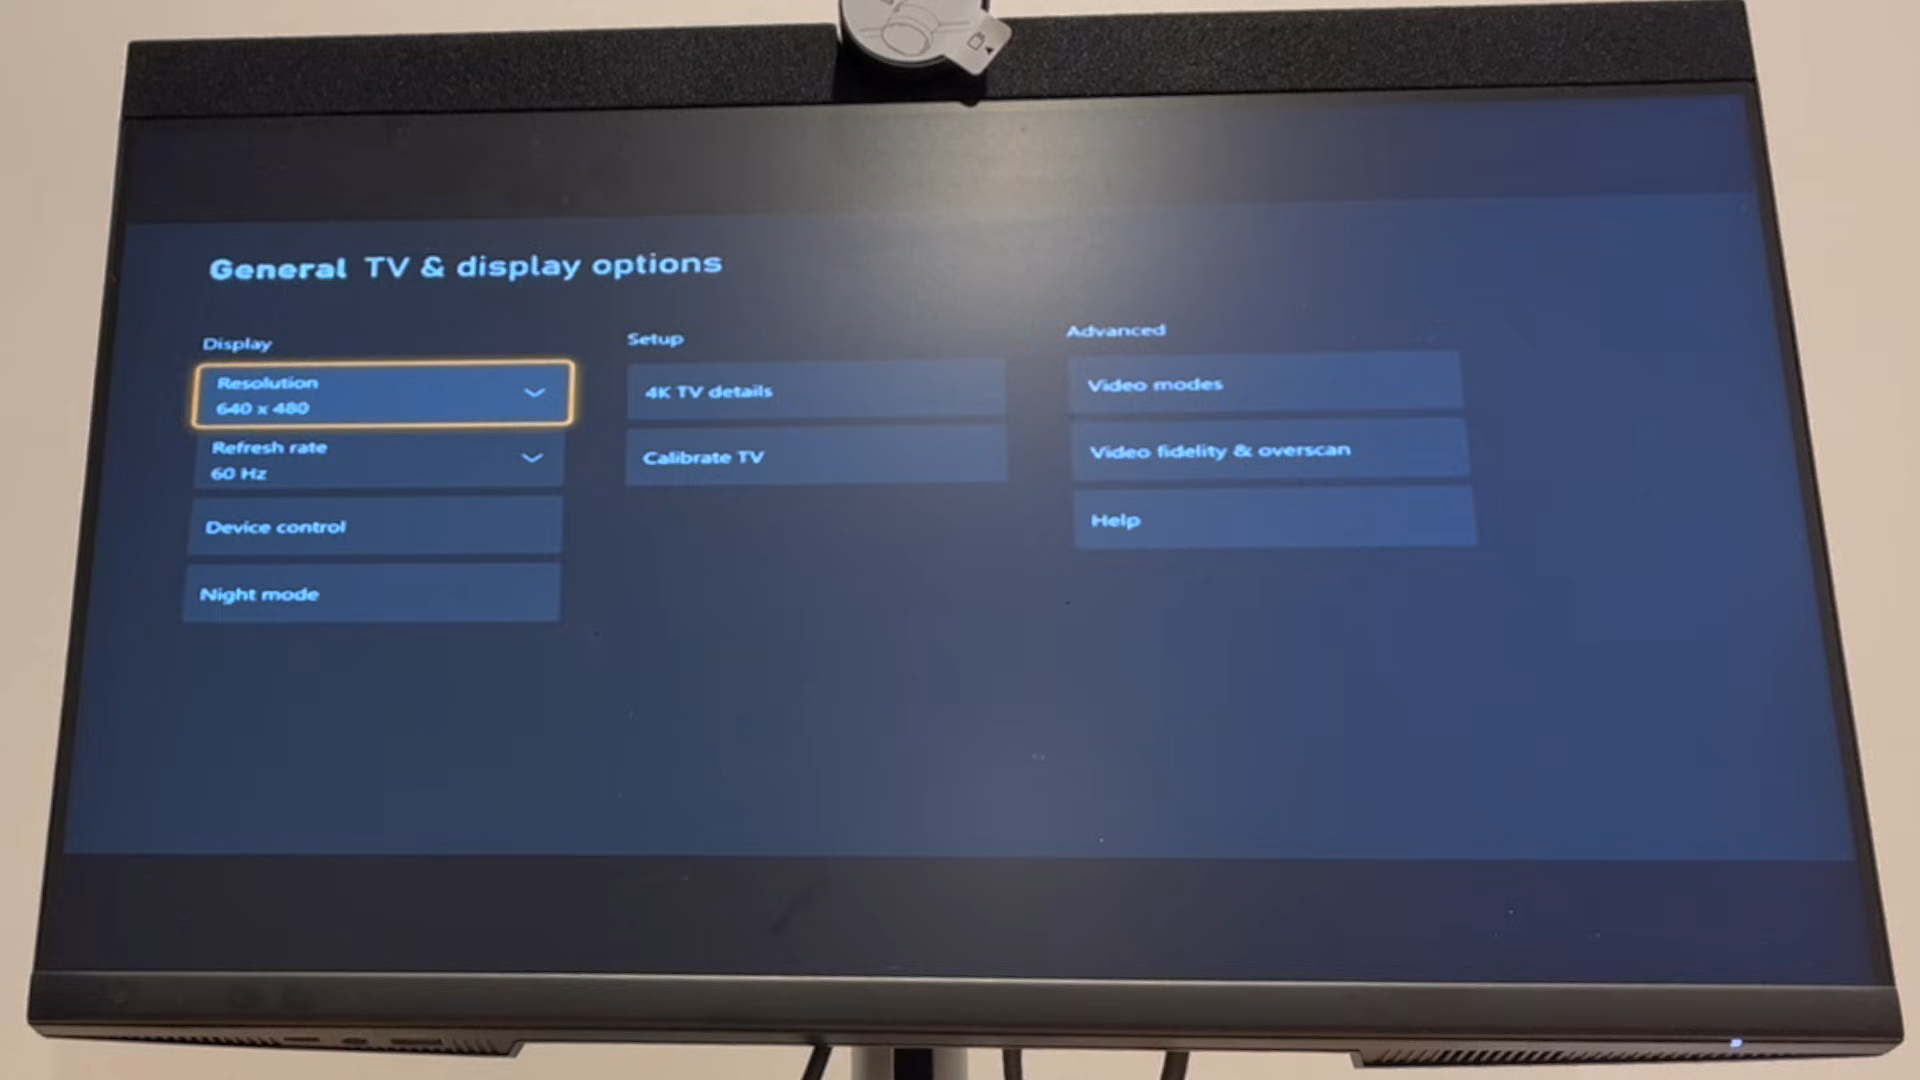 General TV & display options
Display
Resolution
640 x 480
Refresh rate
60 Hz
Device control
Night mode
Setup
4K TV details
Calibrate TV
Advanced
Video modes
Video fidelity & overscan
Help